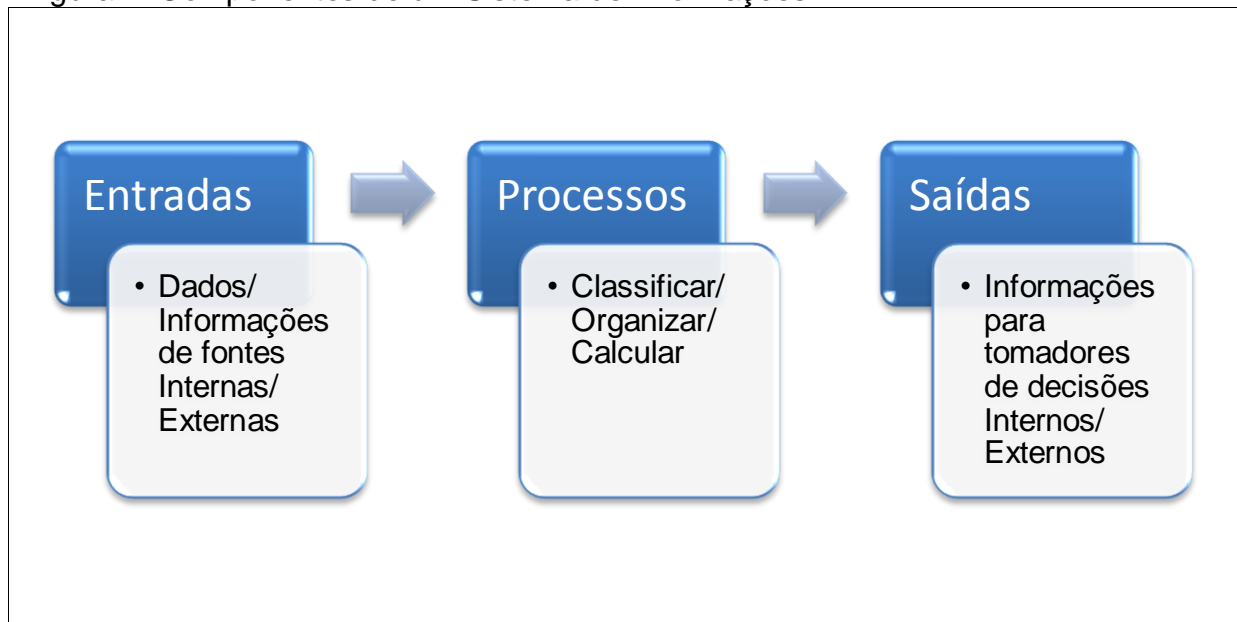 Entradas
• Dados/
Informações
de fontes
Internas/
Externas
Processos
• Classificar/
Organizar/
Calcular
Saídas
• Informações
para
tomadores
de decisões
Internos/
Externos